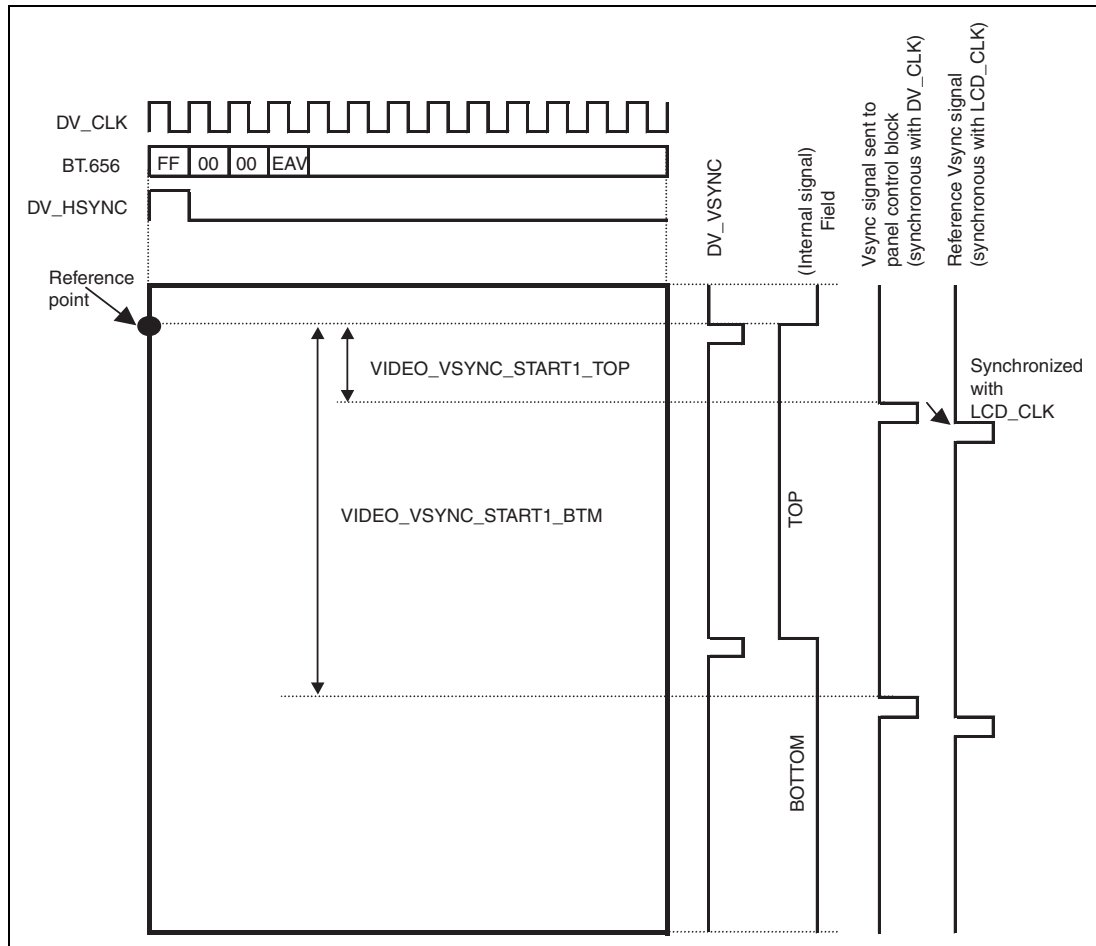 DV_CLK
BT.656
FF 00 00 EAV
DV_HSYNC
DV_VSYNC
(Internal signal)
Field
Vsync signal sent to
panel control block
(synchronous with DV_CLK)
Reference Vsync signal
(synchronous with LCD_CLK)
Reference
point
VIDEO_VSYNC_START1_TOP
Synchronized
with
LCD_CLK
VIDEO_VSYNC_START1_BTM
TOP
BOTTOM